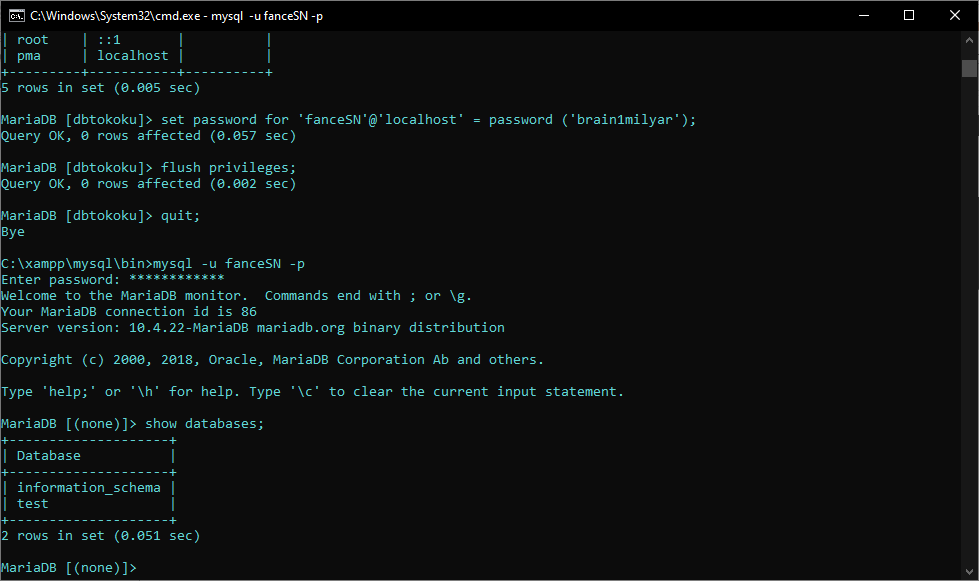 C:\Windows\System32\cmd.exe - mysql  -u fanceSN -p
| root    | ::1       |          |
| pma     | localhost |          |
+---------+-----------+----------+
5 rows in set (0.005 sec)
MariaDB [dbtokoku]> set password for 'fanceSN'@'localhost' = password ('brain1milyar');
Query OK, 0 rows affected (0.057 sec)
MariaDB [dbtokoku]> flush privileges;
Query OK, 0 rows affected (0.002 sec)
MariaDB [dbtokoku]> quit;
Bye
C:\xampp\mysql\bin>mysql -u fanceSN -p
Enter password: ************
Welcome to the MariaDB monitor.  Commands end with ; or \g.
Your MariaDB connection id is 86
Server version: 10.4.22-MariaDB mariadb.org binary distribution
Copyright (c) 2000, 2018, Oracle, MariaDB Corporation Ab and others.
Type 'help;' or '\h' for help. Type '\c' to clear the current input statement.
MariaDB [(none)]> show databases;
+--------------------+
| Database           |
+--------------------+
| information_schema |
| test               |
+--------------------+
2 rows in set (0.051 sec)
MariaDB [(none)]>